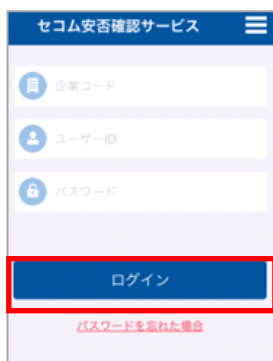 セコム安否確認サービス
企業コード
ユーザーID
パスワード
ログイン
パスワードを忘れた場合